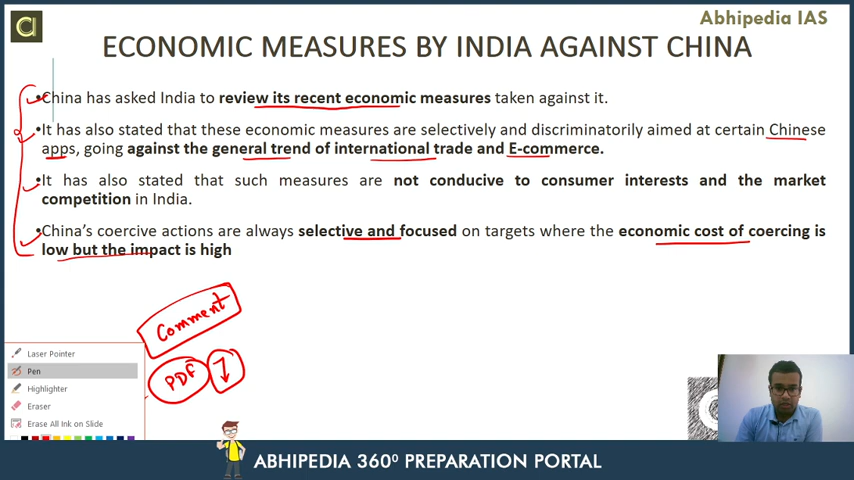 Abhipedia IAS
ECONOMIC MEASURES BY INDIA AGAINST CHINA
•China has asked India to review its recent economic measures taken against it.
•It has also stated that these economic measures are selectively and discriminatorily aimed at certain Chinese
apps, going against the general trend of international trade and E-commerce.
•It has also stated that such measures are not conducive to consumer interests and the market
competition in India.
•China's coercive actions are always selective and focused on targets where the economic cost of coercing is
low but the impact is high
Comment
PDF
Laser Pointer
Pen
Highlighter
Eraser
Erase All Ink on Slide
ABHIPEDIA 360⁰ PREPARATION PORTAL